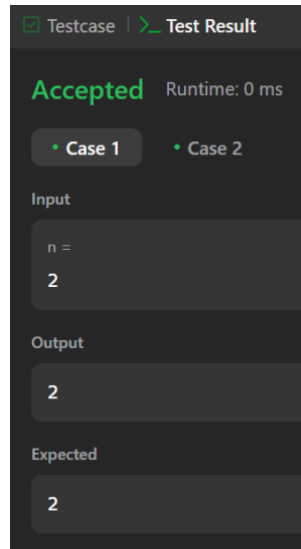 Testcase | >_ Test Result
Accepted Runtime: 0 ms
• Case 1 • Case 2
Input
n =
2
Output
2
Expected
2